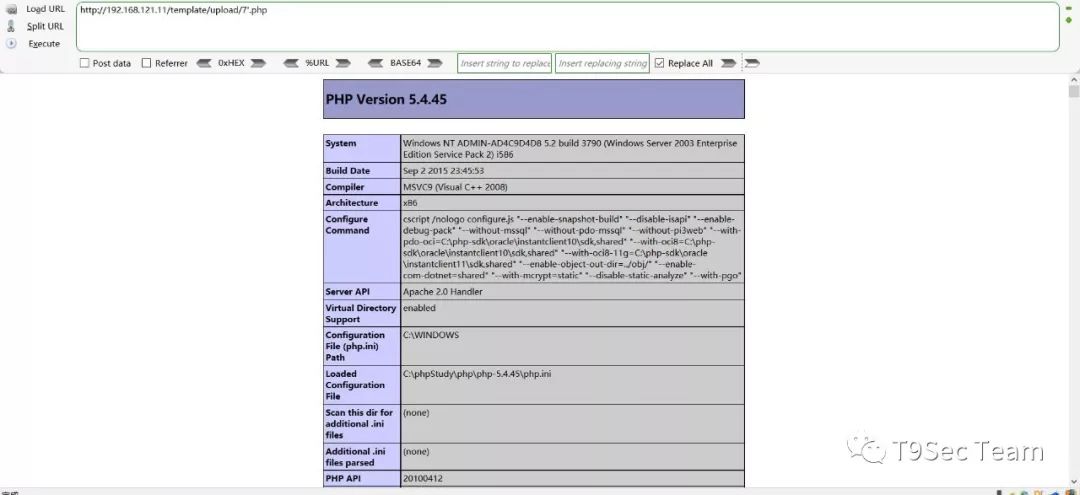 Load URL
http://192.168.121.11/template/upload/7'.php
Split URL
Execute
Post data Referrer 0xHEX %URL BASE64 Insert string to replace Insert replacing string Replace All
PHP Version 5.4.45
System Windows NT ADMIN-AD4C9D4D8 5.2 build 3790 (Windows Server 2003 Enterprise
Edition Service Pack 2) i586
Build Date Sep 2 2015 23:45:53
Compiler MSVC9 (Visual C++ 2008)
Architecture x86
Configure cscript /nologo configure.js "--enable-snapshot-build" "--disable-isapi" "--enable-
Command debug-pack" "--without-mssql" "--without-pdo-mssql" "--without-pi3web" "--with-
pdo-oci=C:\php-sdk\oracle\instantclient10\sdk,shared" "--with-oci8=C:\php-
sdk\oracle\instantclient10\sdk,shared" "--with-oci8-11g=C:\php-sdk\oracle
\instantclient11\sdk,shared" "--enable-object-out-dir=../obj/" "--enable-
com-dotnet=shared" "--with-mcrypt=static" "--disable-static-analyze" "--with-pgo"
Server API Apache 2.0 Handler
Virtual Directory enabled
Support
Configuration C:\WINDOWS
File (php.ini)
Path
Loaded C:\phpStudy\php\php-5.4.45\php.ini
Configuration
File
Scan this dir for (none)
additional .ini
files
Additional .ini (none)
files parsed
PHP API 20100412
T9Sec Team